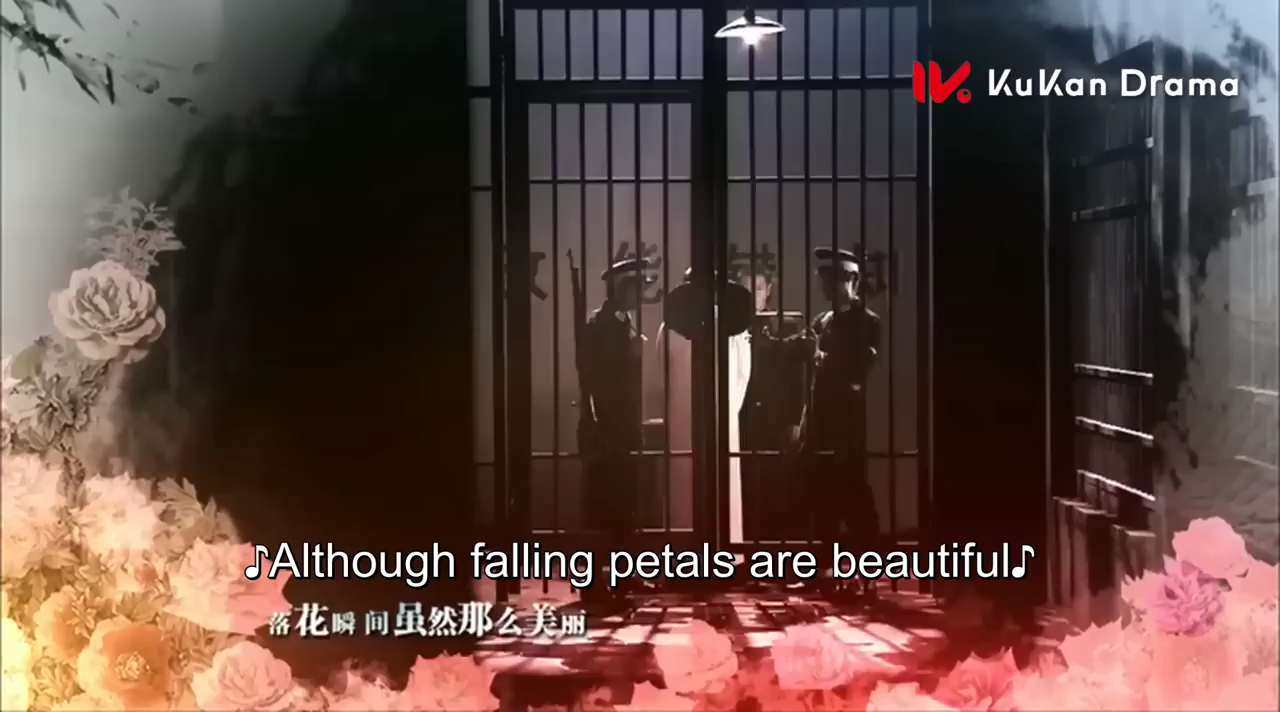 KuKan Drama
♪Although falling petals are beautiful♪
落花瞬间虽然那么美丽